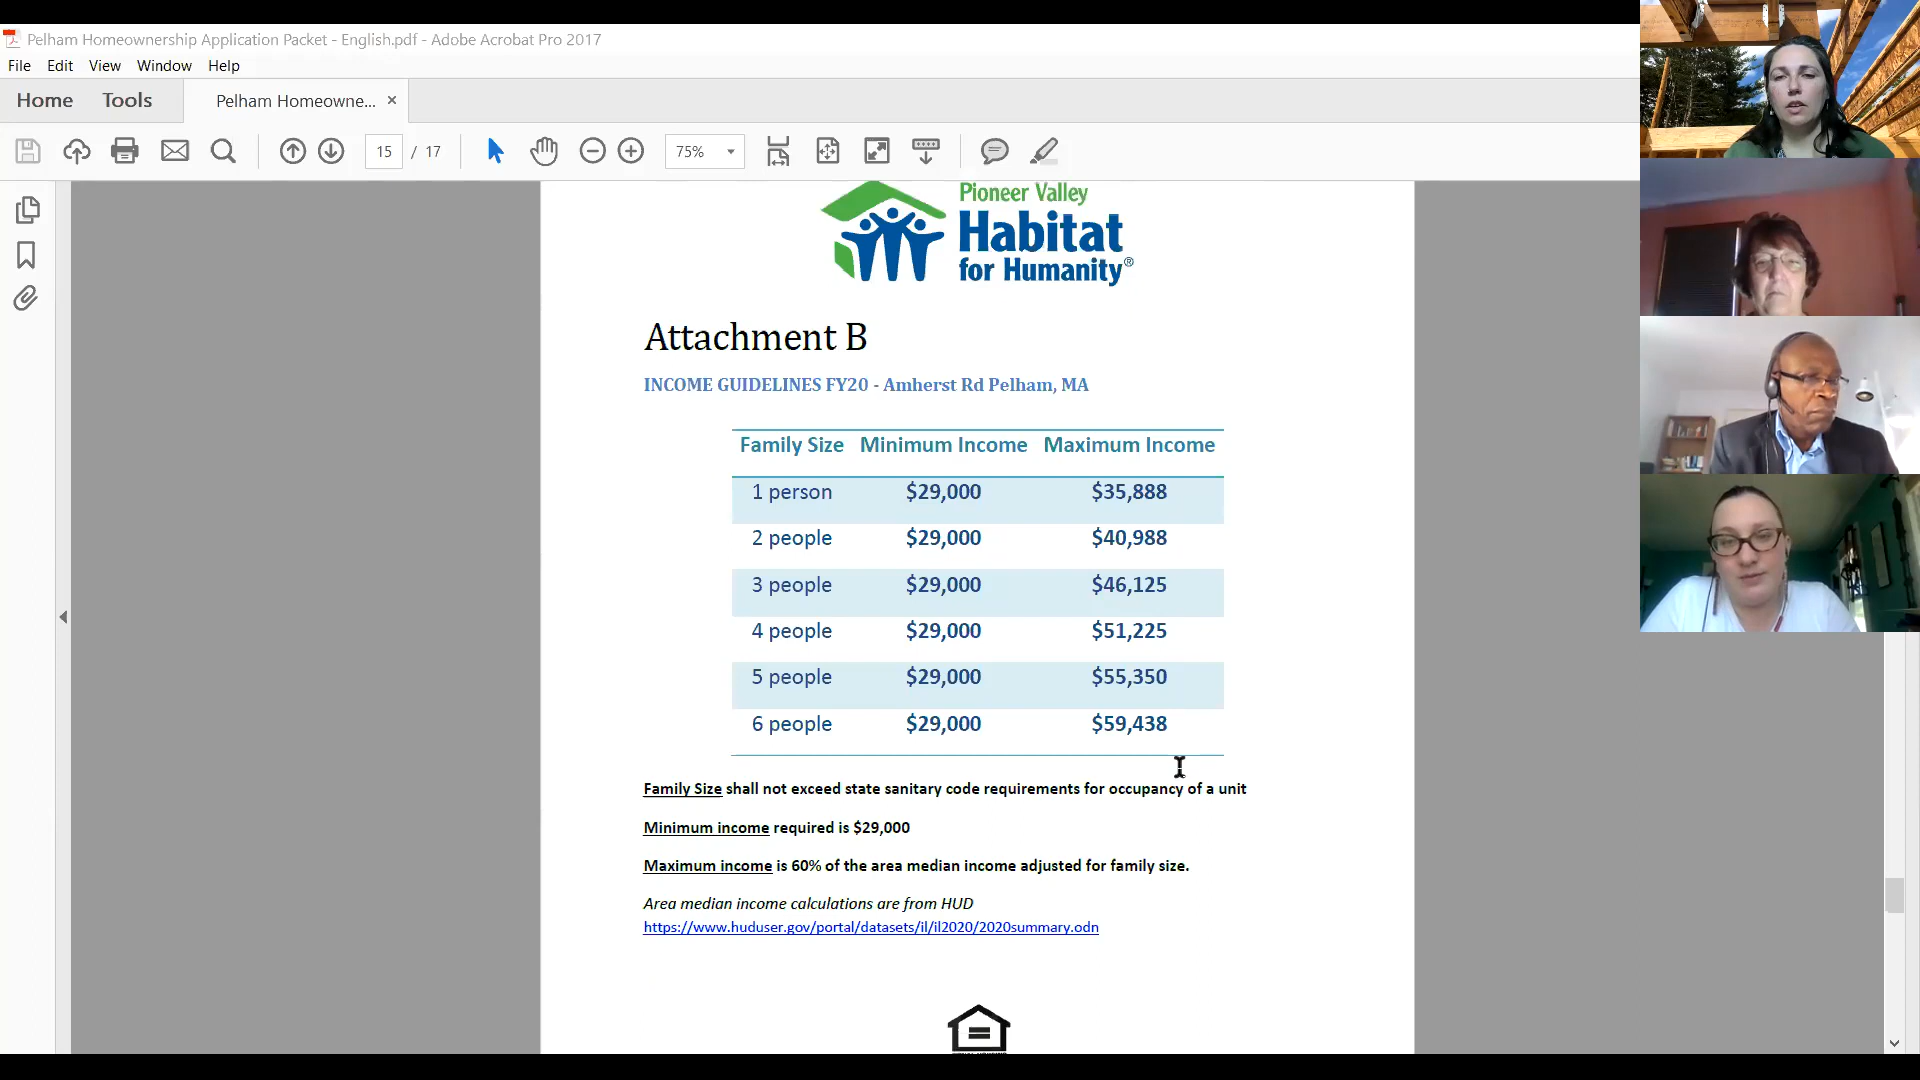 Pelham Homeownership Application Packet - English.pdf - Adobe Acrobat Pro 2017
File Edit View Window Help
Home Tools Pelham Homeowne... ×
15 / 17 75%
Pioneer Valley
Habitat
for Humanity®
Attachment B
INCOME GUIDELINES FY20 - Amherst Rd Pelham, MA
Family Size Minimum Income Maximum Income
1 person $29,000 $35,888
2 people $29,000 $40,988
3 people $29,000 $46,125
4 people $29,000 $51,225
5 people $29,000 $55,350
6 people $29,000 $59,438
Family Size shall not exceed state sanitary code requirements for occupancy of a unit
Minimum income required is $29,000
Maximum income is 60% of the area median income adjusted for family size.
Area median income calculations are from HUD
https://www.huduser.gov/portal/datasets/il/il2020/2020summary.odn